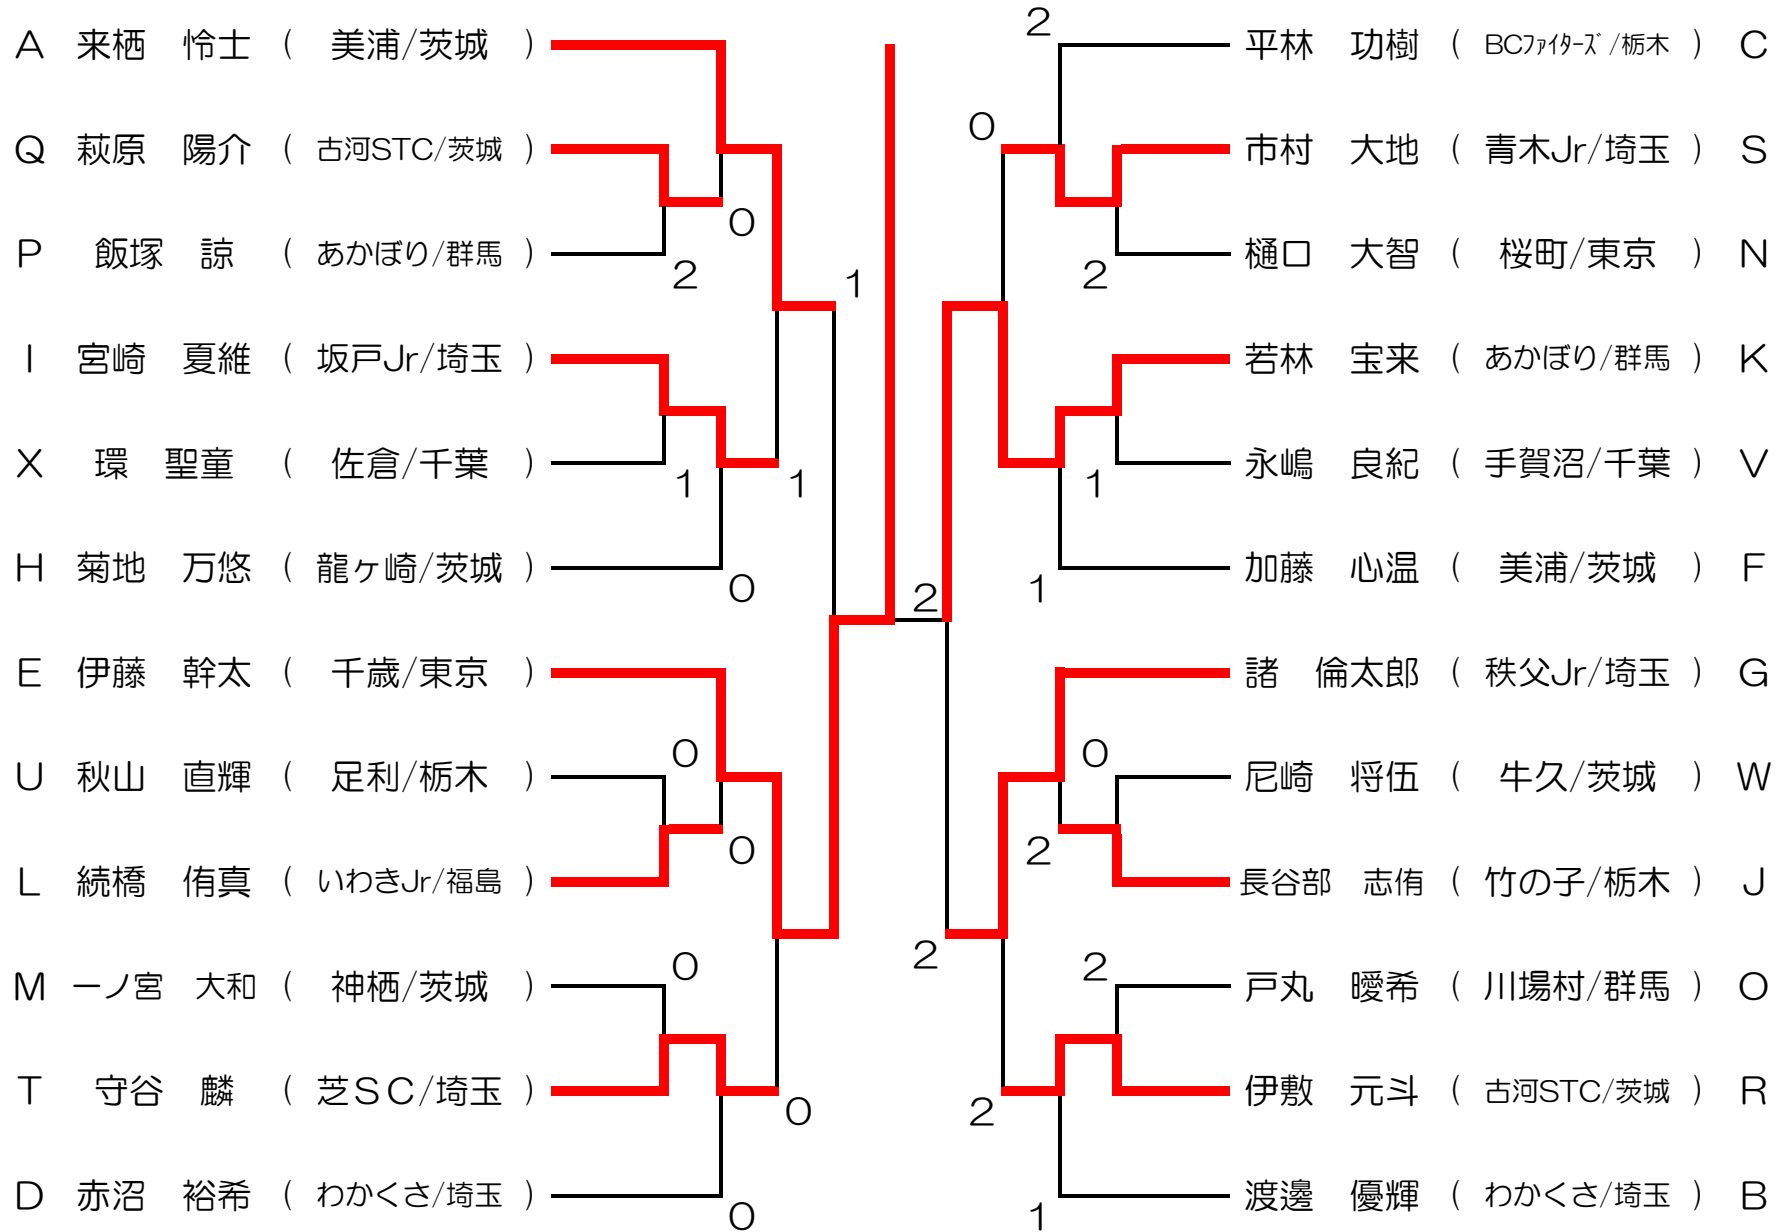 A 来栖 怜士 ( 美浦/茨城 )
Q 萩原 陽介 ( 古河STC/茨城 )
0
P 飯塚 諒 ( あかぼり/群馬 )
2
1
I 宮崎 夏維 ( 坂戸Jr/埼玉 )
X 環 聖童 ( 佐倉/千葉 )
1
1
H 菊地 万悠 ( 龍ヶ崎/茨城 )
0
E 伊藤 幹太 ( 千歳/東京 )
0
U 秋山 直輝 ( 足利/栃木 )
0
L 続橋 侑真 ( いわきJr/福島 )
0
M 一ノ宮 大和 ( 神栖/茨城 )
T 守谷 麟 ( 芝SC/埼玉 )
0
D 赤沼 裕希 ( わかくさ/埼玉 )
0
2
2
平林 功樹 ( BCファイターズ/栃木 ) C
0
市村 大地 ( 青木Jr/埼玉 ) S
樋口 大智 ( 桜町/東京 ) N
2
若林 宝来 ( あかぼり/群馬 ) K
永嶋 良紀 ( 手賀沼/千葉 ) V
1
加藤 心温 ( 美浦/茨城 ) F
1
諸 倫太郎 ( 秩父Jr/埼玉 ) G
0
尼崎 将伍 ( 牛久/茨城 ) W
2
長谷部 志侑 ( 竹の子/栃木 ) J
2
2
戸丸 曖希 ( 川場村/群馬 ) O
伊敷 元斗 ( 古河STC/茨城 ) R
2
渡邊 優輝 ( わかくさ/埼玉 ) B
1